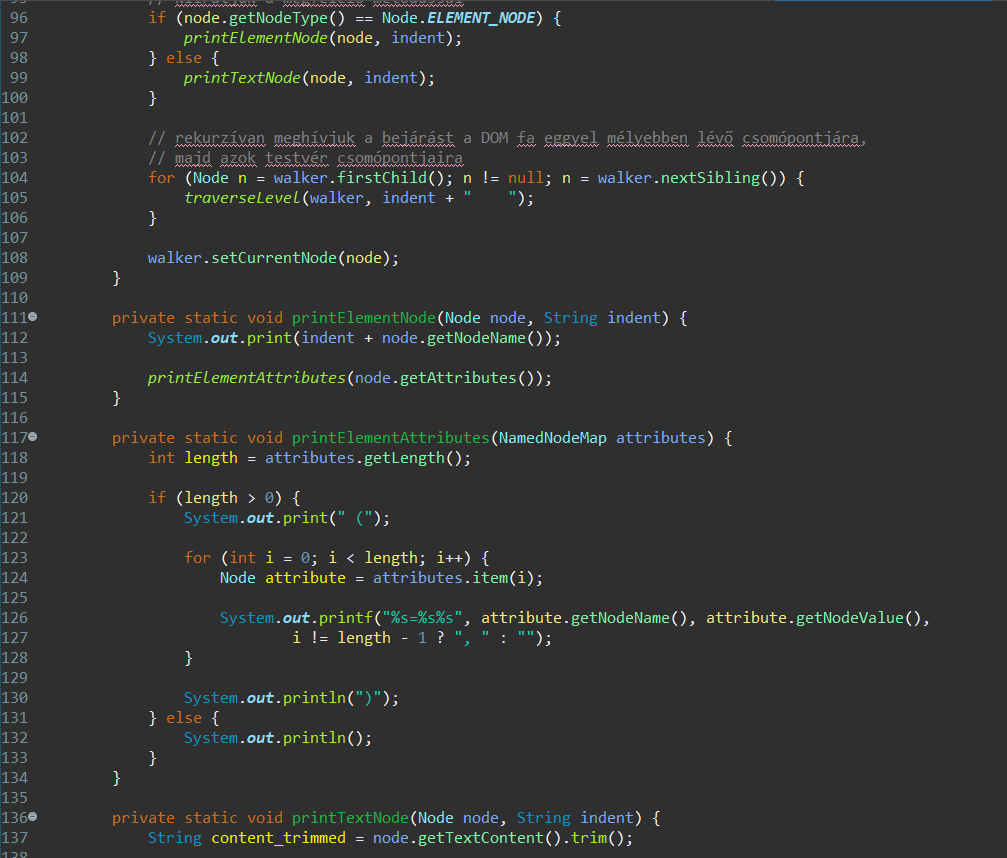 96 if (node.getNodeType() == Node.ELEMENT_NODE) {
97 printElementNode(node, indent);
98 } else {
99 printTextNode(node, indent);
100 }
101
102 // rekurzívan meghívjuk a bejárást a DOM fa eggyel mélyebben lévő csomópontjára,
103 // majd azok testvér csomópontjaira
104 for (Node n = walker.firstChild(); n != null; n = walker.nextSibling()) {
105 traverseLevel(walker, indent + "    ");
106 }
107
108 walker.setCurrentNode(node);
109 }
110
111 private static void printElementNode(Node node, String indent) {
112 System.out.print(indent + node.getNodeName());
113
114 printElementAttributes(node.getAttributes());
115 }
116
117 private static void printElementAttributes(NamedNodeMap attributes) {
118 int length = attributes.getLength();
119
120 if (length > 0) {
121 System.out.print(" (");
122
123 for (int i = 0; i < length; i++) {
124 Node attribute = attributes.item(i);
125
126 System.out.printf("%s=%s%s", attribute.getNodeName(), attribute.getNodeValue(),
127 i != length - 1 ? ", " : "");
128 }
129
130 System.out.println(")");
131 } else {
132 System.out.println();
133 }
134 }
135
136 private static void printTextNode(Node node, String indent) {
137 String content_trimmed = node.getTextContent().trim();